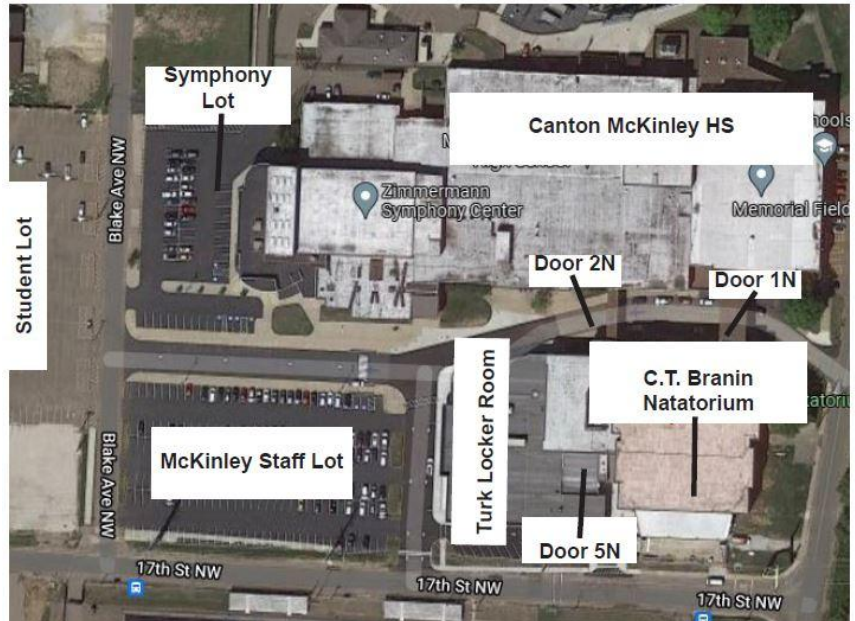 Symphony
Lot
Canton McKinley HS
Zimmermann
Symphony Center
Memorial Field
Blake Ave NW
Student Lot
Door 2N
Door 1N
Turk Locker Room
C.T. Branin
Natatorium
McKinley Staff Lot
Blake Ave NW
Door 5N
17th St NW
17th St NW
17th St NW